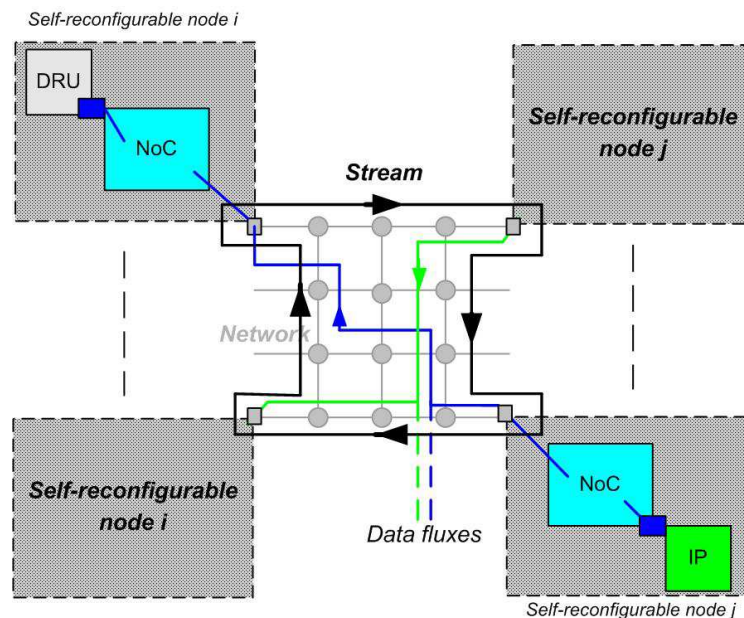 Self-reconfigurable node i
DRU
NoC
Self-reconfigurable
node j
Stream
Network
Self-reconfigurable
node i
Data fluxes
NoC
IP
Self-reconfigurable node j